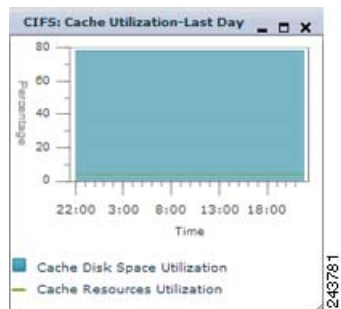 CIFS: Cache Utilization-Last Day
80
60
40
20
0
Percentage
22:00 3:00 8:00 13:00 18:00
Time
Cache Disk Space Utilization
Cache Resources Utilization
243781